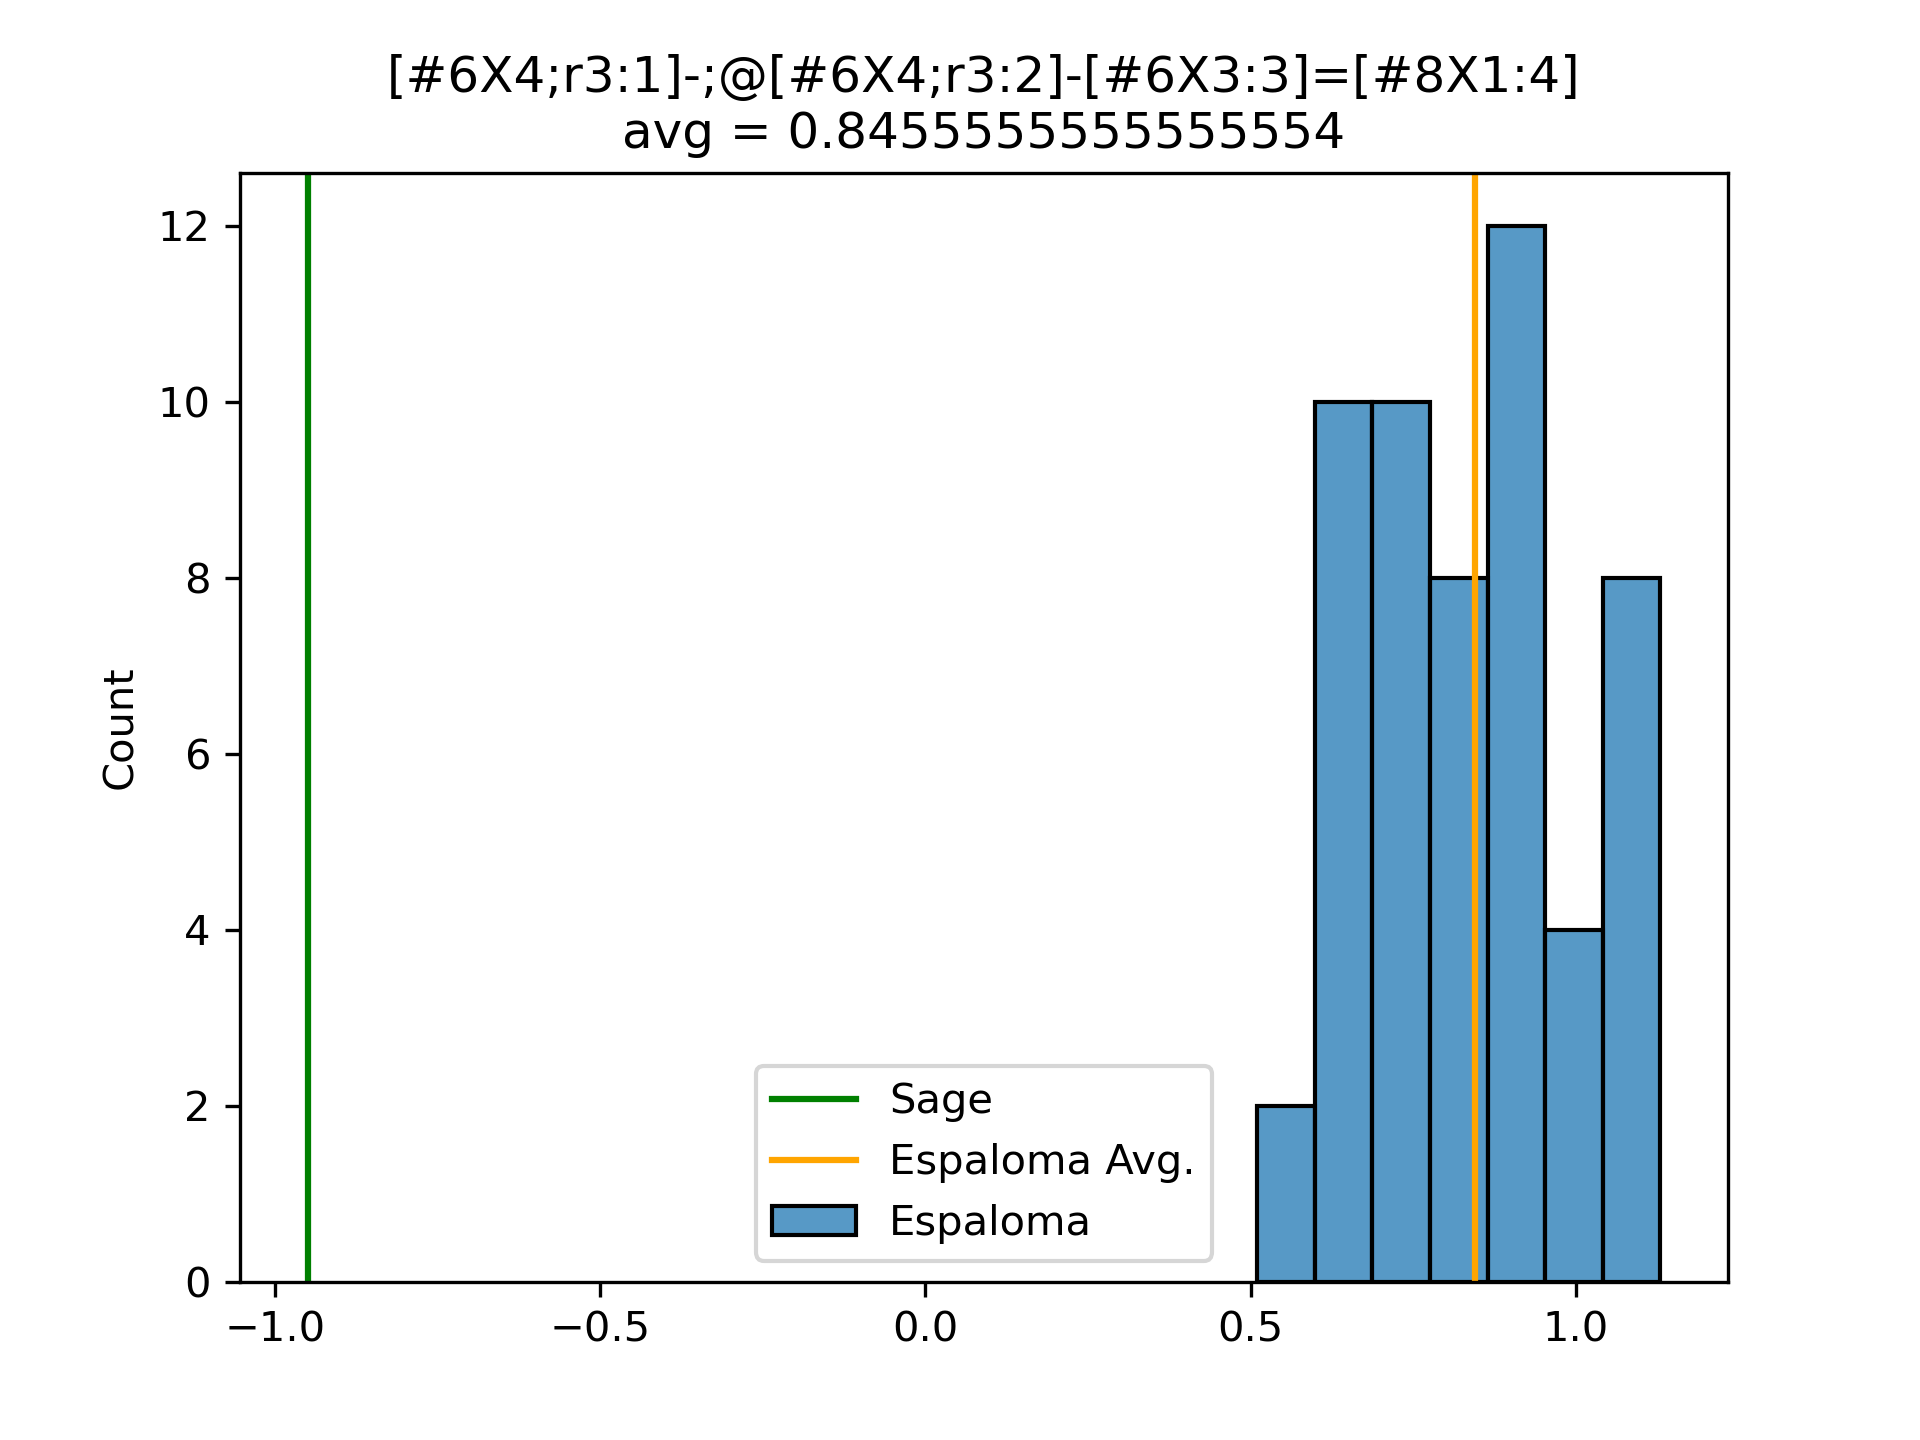 [#6X4;r3:1]-;@[#6X4;r3:2]-[#6X3:3]=[#8X1:4]
avg = 0.8455555555555554
12
10
8
6
4
2
0
Count
Sage
Espaloma Avg.
Espaloma
−1.0 −0.5 0.0 0.5 1.0